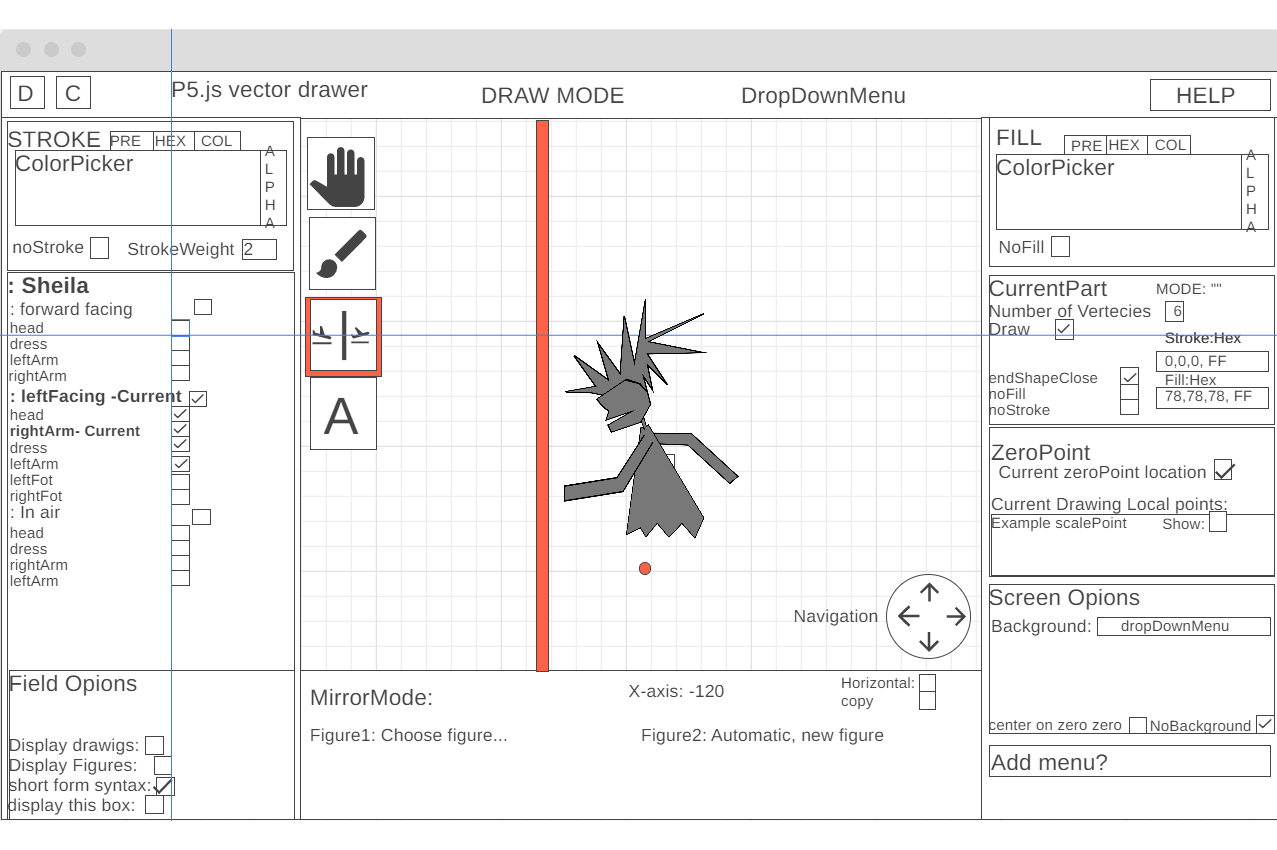 D C P5.js vector drawer DRAW MODE DropDownMenu HELP
STROKE PRE HEX COL
ColorPicker
A
L
P
H
A
noStroke StrokeWeight 2
: Sheila
: forward facing
head
dress
leftArm
rightArm
: leftFacing -Current
head
rightArm- Current
dress
leftArm
leftFot
rightFot
: In air
head
dress
rightArm
leftArm
Field Opions
Display drawigs:
Display Figures:
short form syntax:
display this box:
A
Navigation
MirrorMode:
X-axis: -120
Horizontal:
copy
Figure1: Choose figure...
Figure2: Automatic, new figure
FILL PRE HEX COL
ColorPicker
A
L
P
H
A
NoFill
CurrentPart MODE: ""
Number of Vertecies 6
Draw
Stroke:Hex
0,0,0, FF
endShapeClose Fill:Hex
noFill 78,78,78, FF
noStroke
ZeroPoint
Current zeroPoint location
Current Drawing Local points:
Example scalePoint Show:
Screen Opions
Background: dropDownMenu
center on zero zero NoBackground
Add menu?